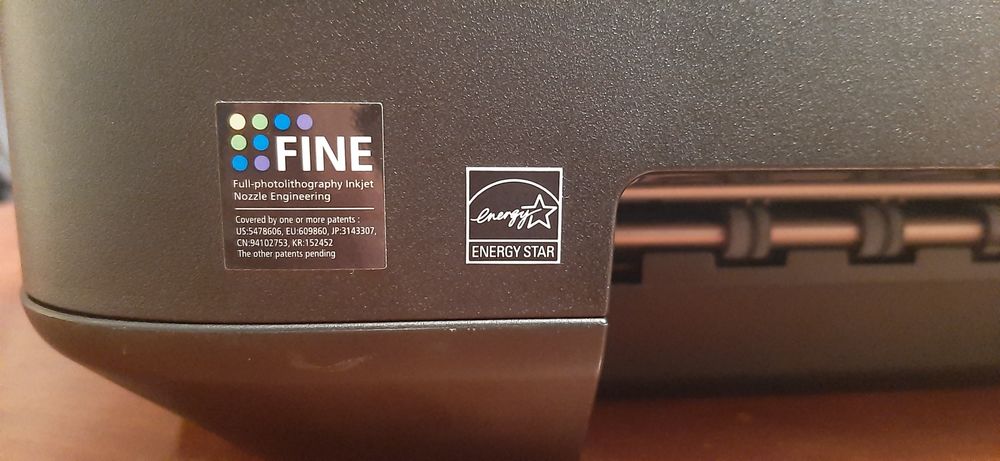 FINE
Full-photolithography Inkjet
Nozzle Engineering
Covered by one or more patents :
US:5478606, EU:609860, JP:3143307,
CN:94102753, KR:152452
The other patents pending
energy
ENERGY STAR